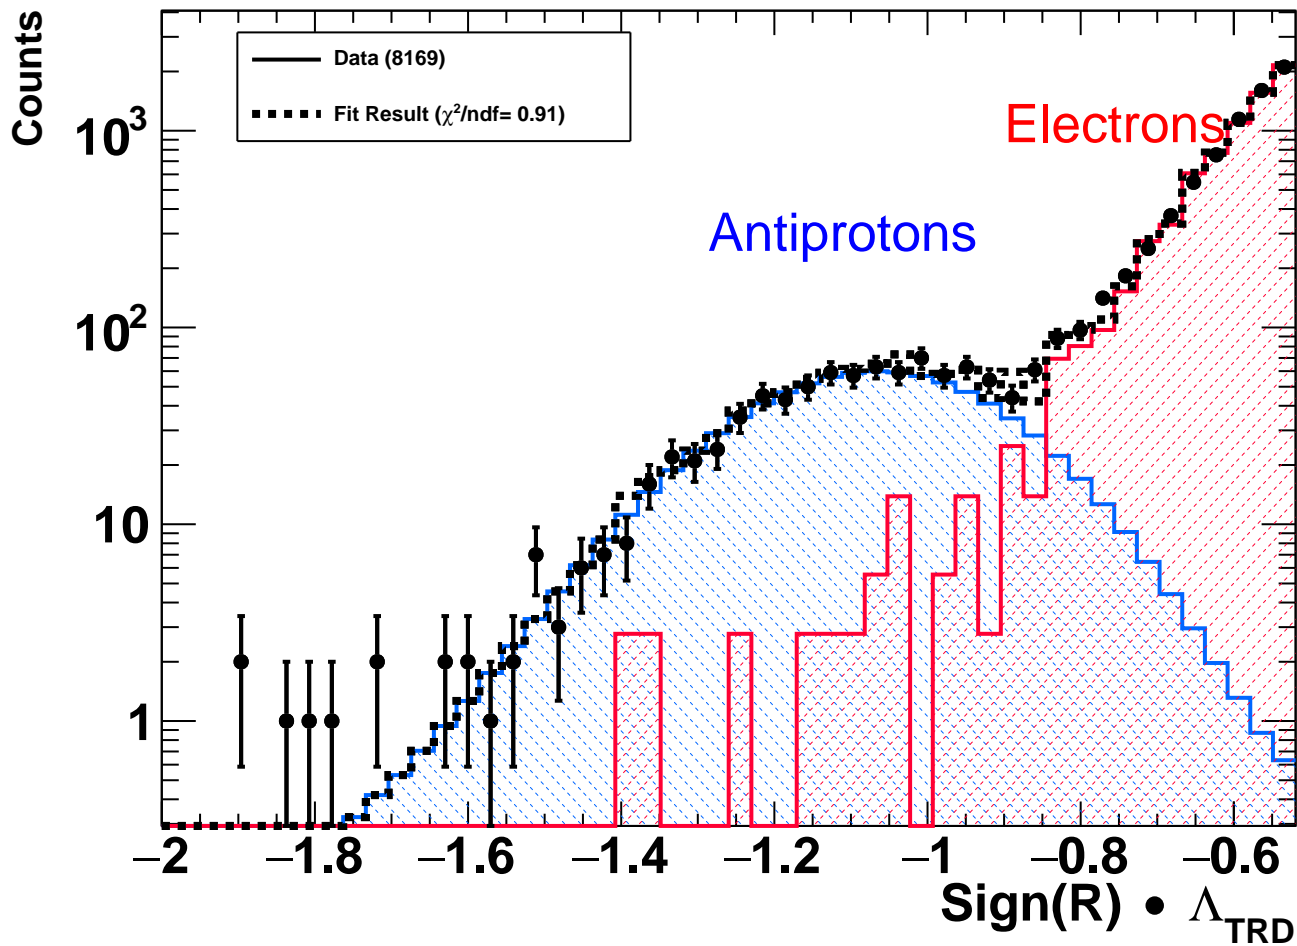 Counts
Data (8169)
Fit Result (χ²/ndf= 0.91)
Electrons
Antiprotons
10³
10²
10
1
−2 −1.8 −1.6 −1.4 −1.2 −1 −0.8 −0.6
Sign(R) • Λ_TRD